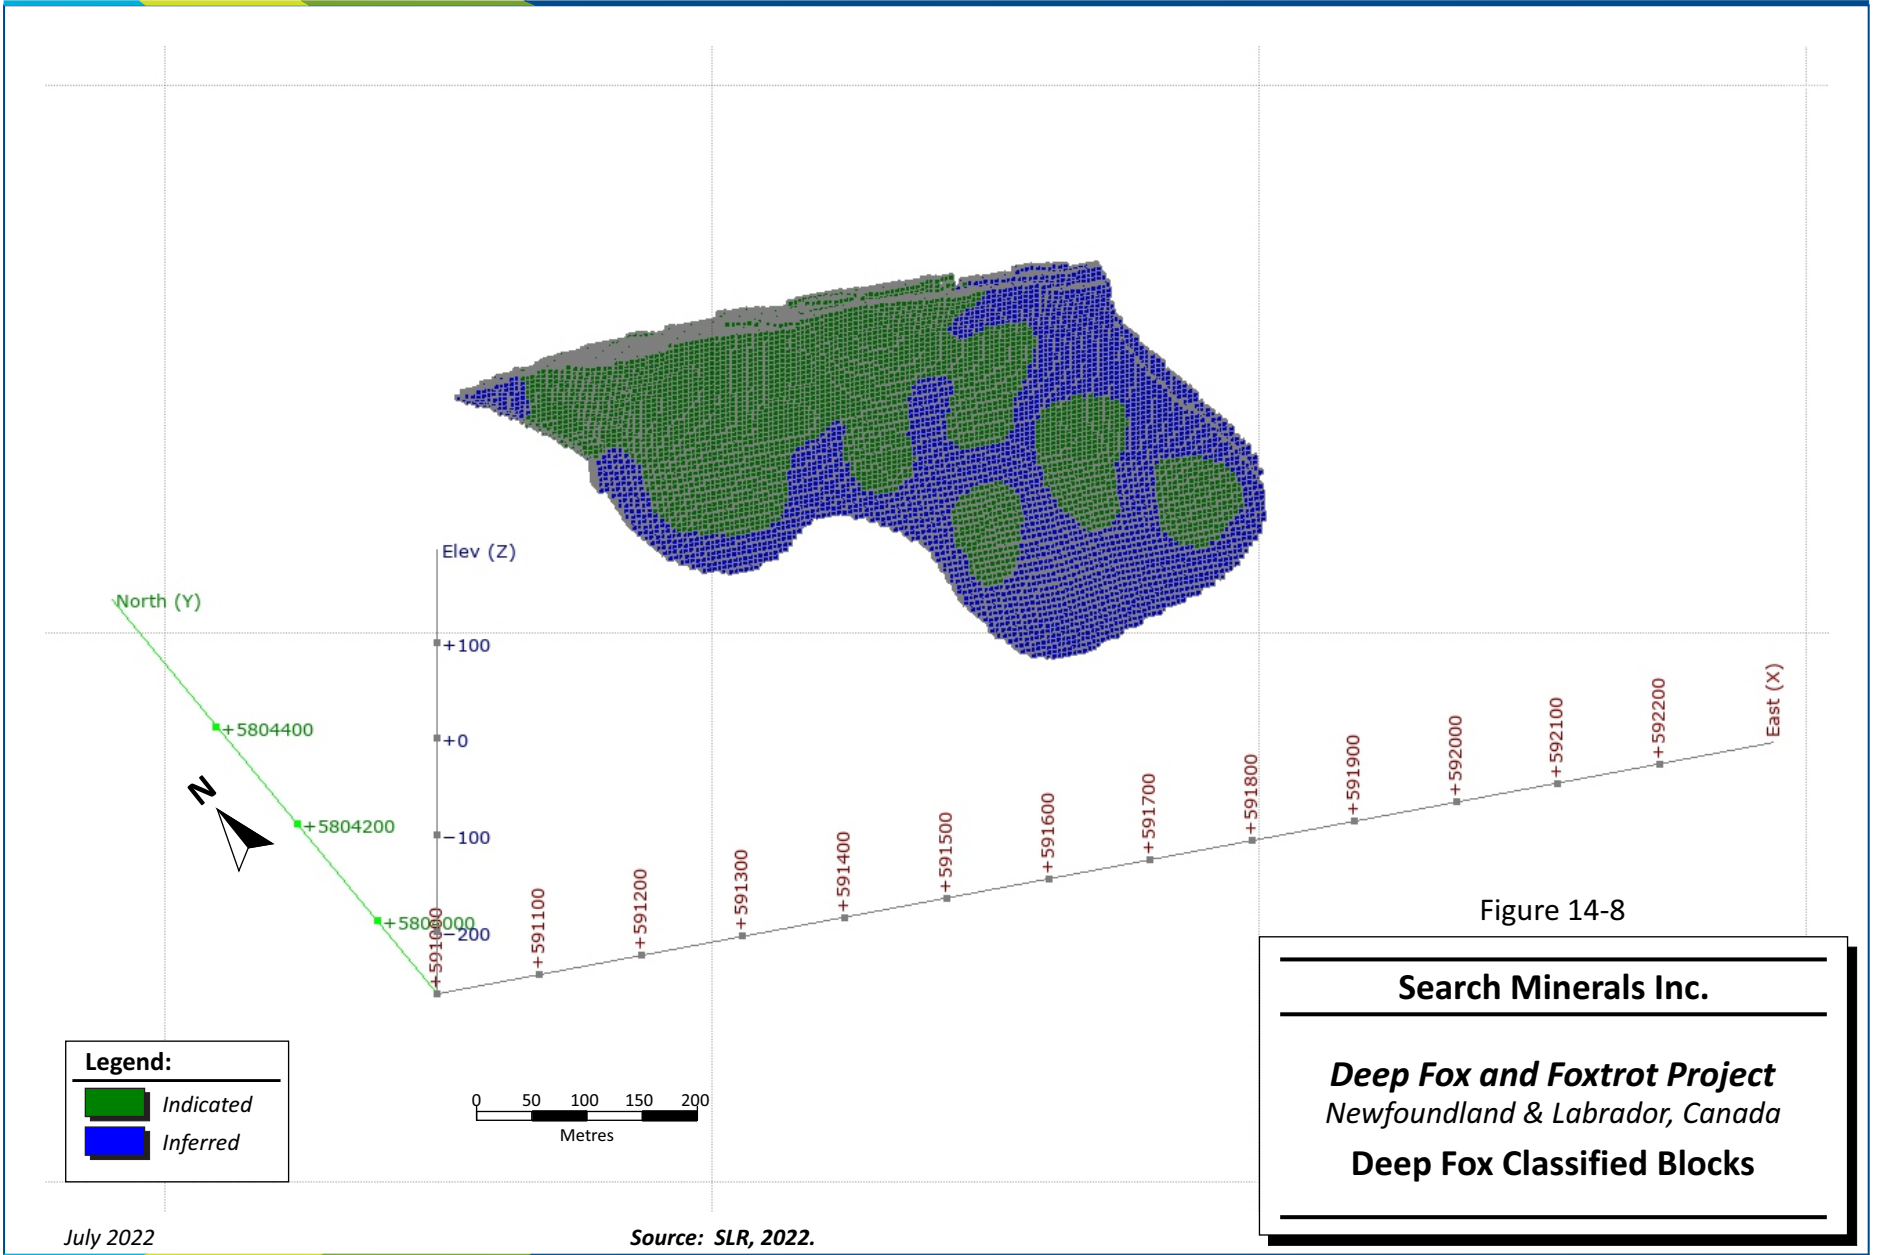 Elev (Z)
North (Y)
+100
+0
−100
−200
+5804400
+5804200
N
+591100
+591200
+591300
+591400
+591500
+591600
+591700
+591800
+591900
+592000
+592100
+592200
East (X)
Figure 14-8
Search Minerals Inc.
Deep Fox and Foxtrot Project
Newfoundland & Labrador, Canada
Deep Fox Classified Blocks
Legend:
Indicated
Inferred
0 50 100 150 200
Metres
July 2022
Source: SLR, 2022.